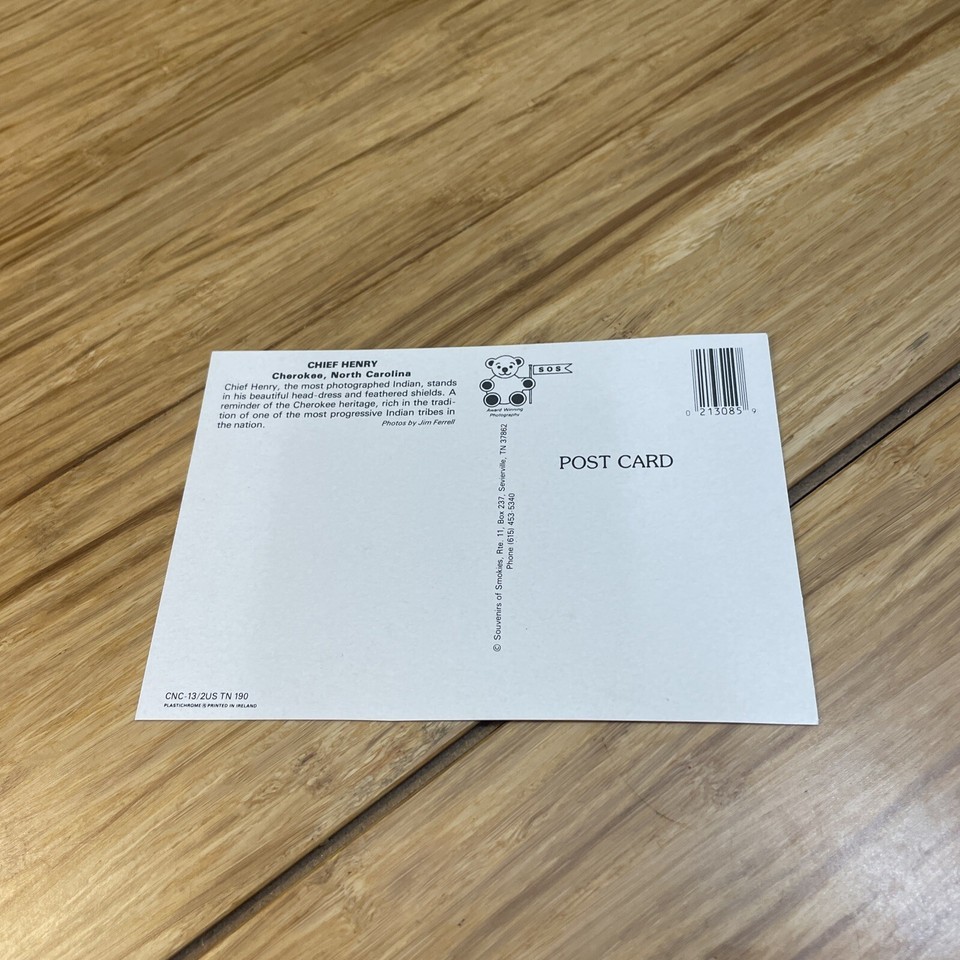 CHIEF HENRY
Cherokee, North Carolina
Chief Henry, the most photographed Indian, stands
in his beautiful head-dress and feathered shields. A
reminder of the Cherokee heritage, rich in the tradi-
tion of one of the most progressive Indian tribes in
the nation.
Photos by Jim Ferrell
SOS
Award Winning
Photography
© Souvenirs of Smokies, Rte. 11, Box 237, Sevierville, TN 37862
Phone (615) 453-5340
0 213085 9
POST CARD
CNC-13/2US TN 190
PLASTICHROME ® PRINTED IN IRELAND